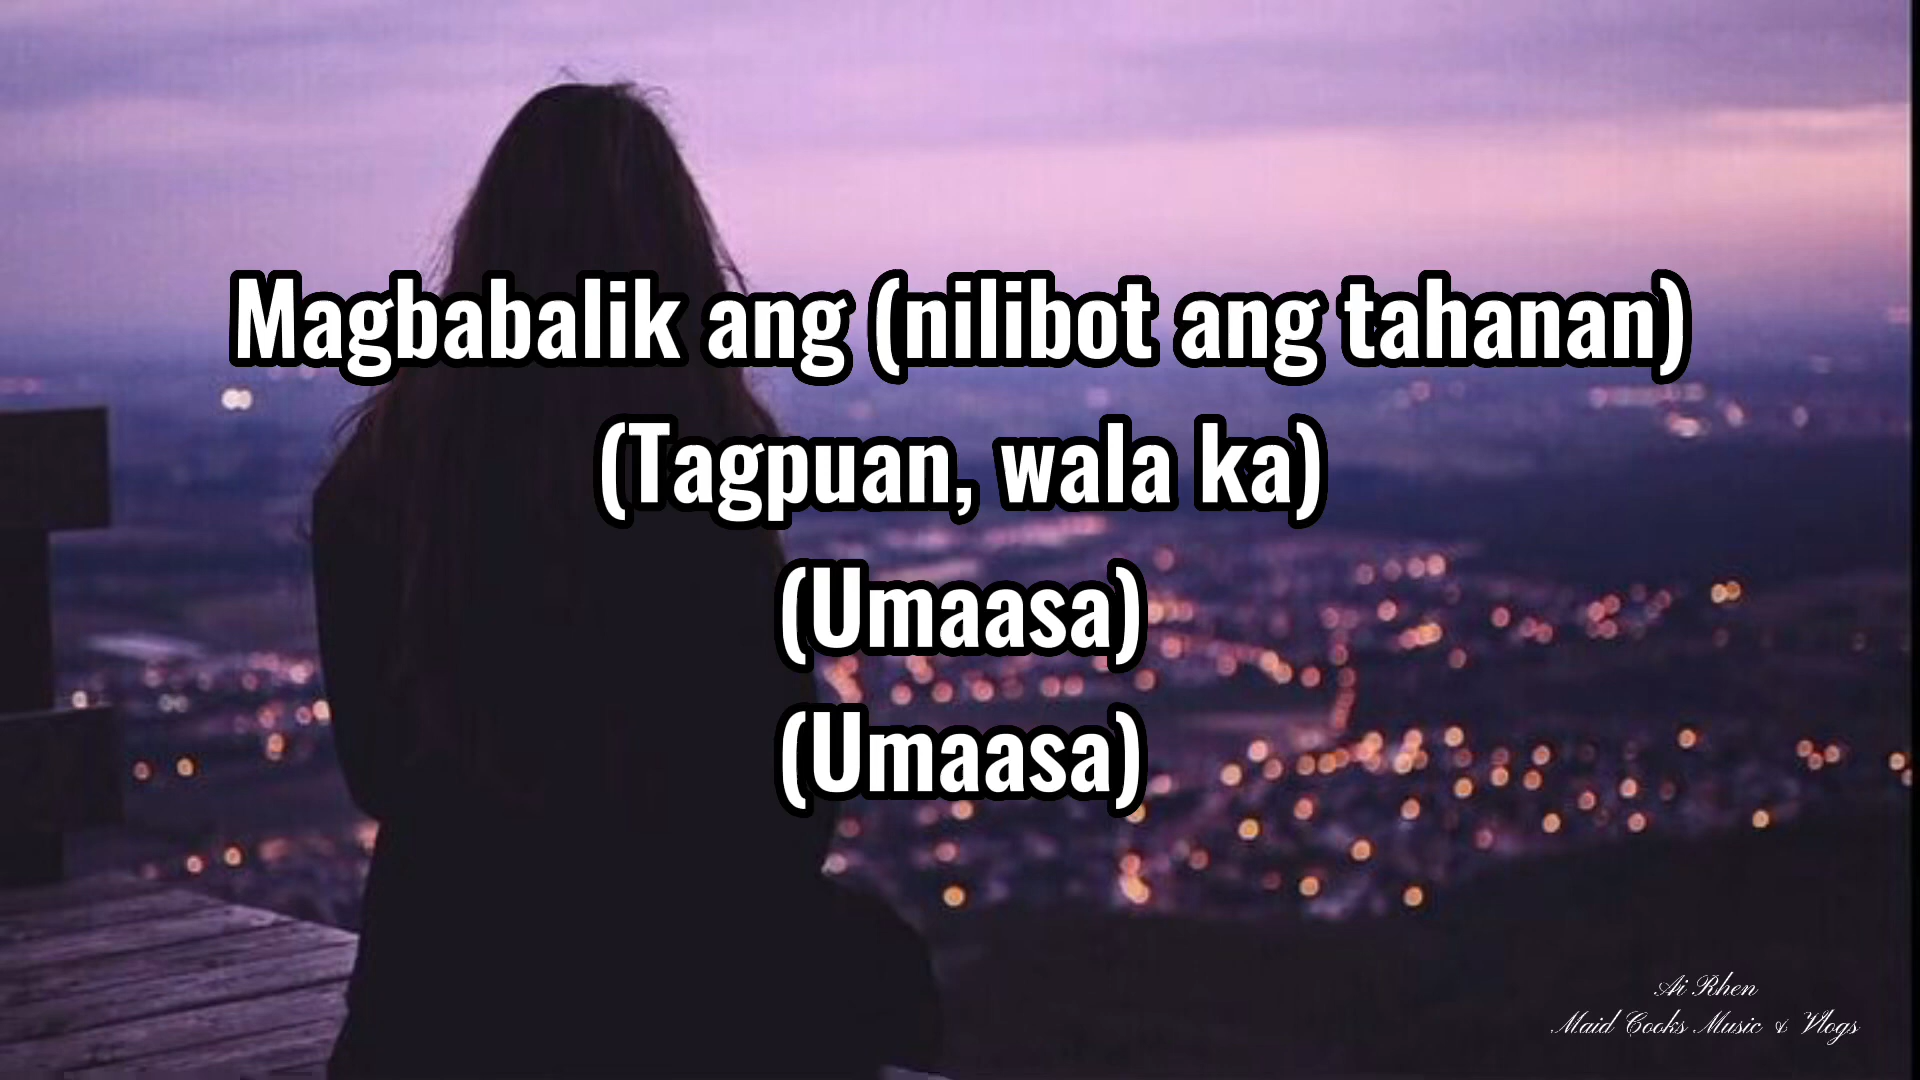 Magbabalik ang (nilibot ang tahanan)
(Tagpuan, wala ka)
(Umaasa)
(Umaasa)
Ai Rhen
Maid Cooks Music & Vlogs